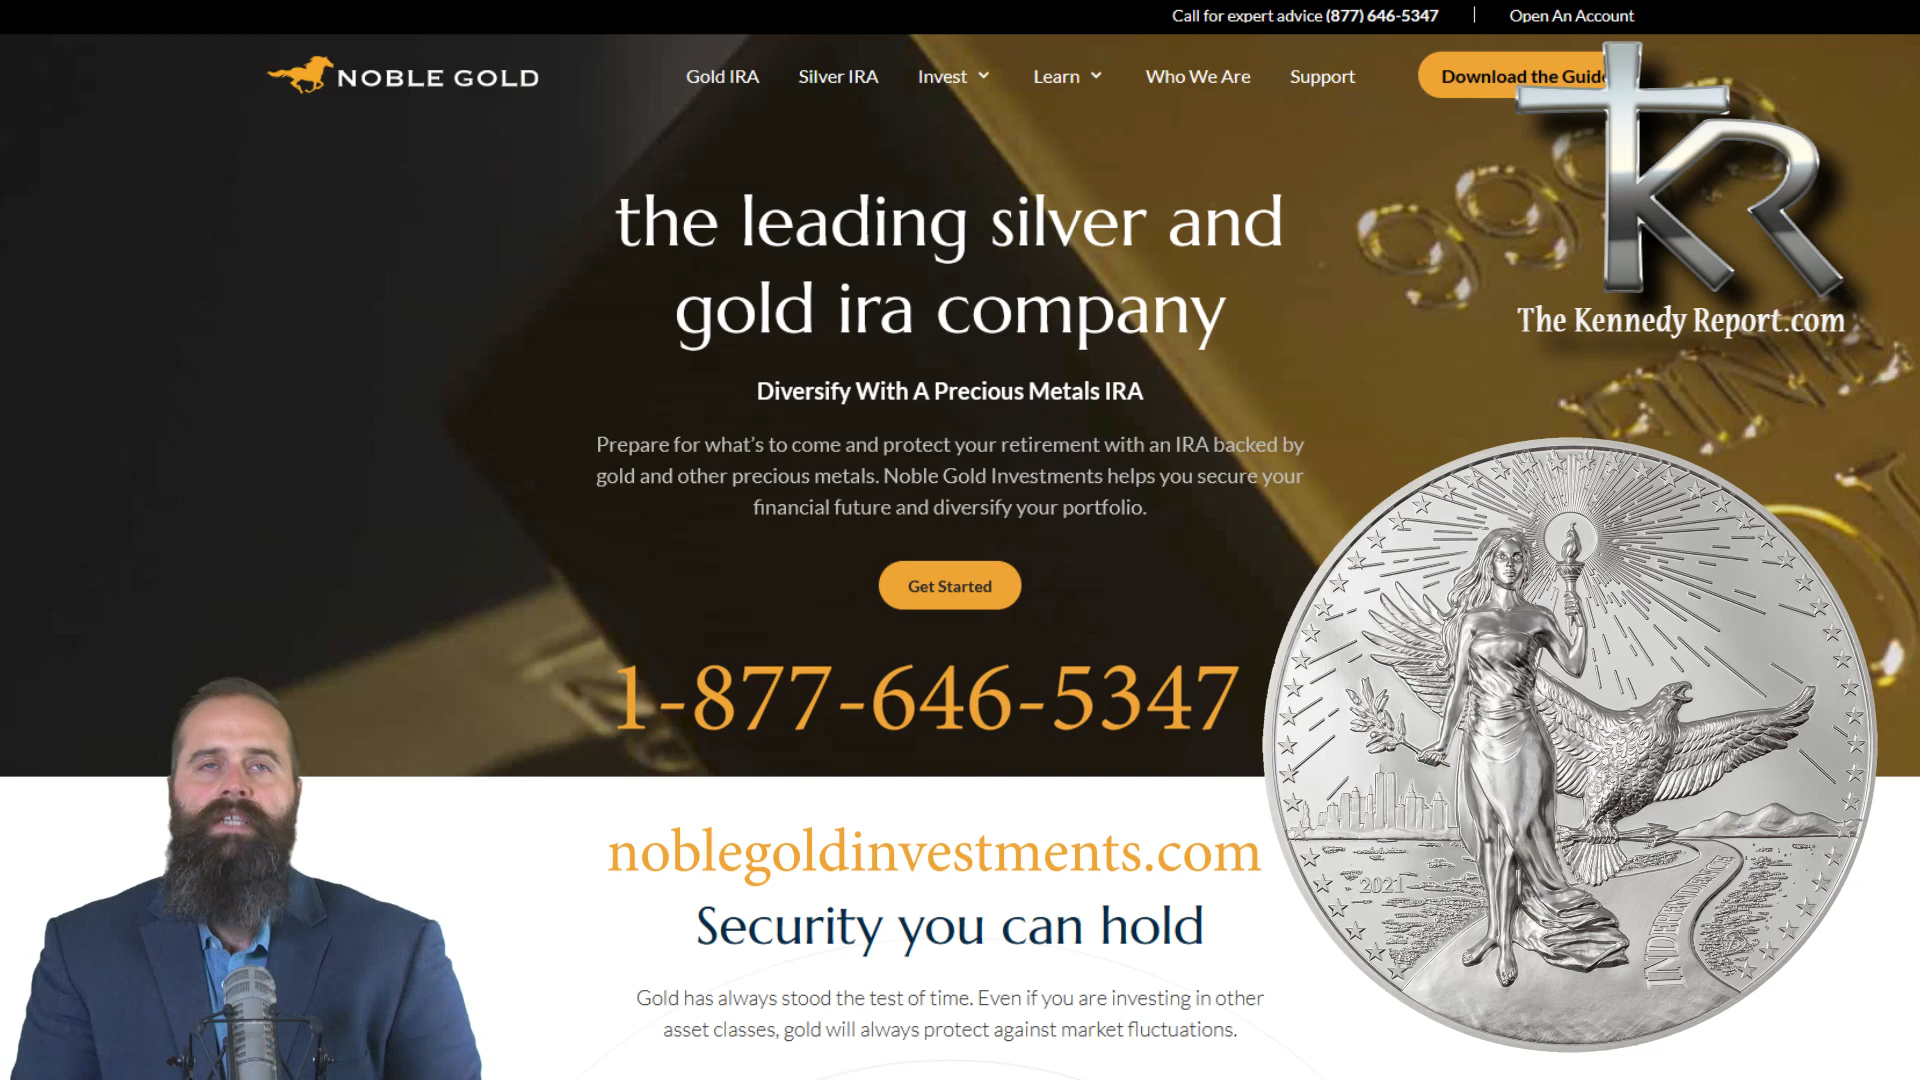 Call for expert advice (877) 646-5347 | Open An Account
NOBLE GOLD
Gold IRA Silver IRA Invest Learn Who We Are Support Download the Guide
999
FINE
tKR
The Kennedy Report.com
the leading silver and
gold ira company
Diversify With A Precious Metals IRA
Prepare for what's to come and protect your retirement with an IRA backed by
gold and other precious metals. Noble Gold Investments helps you secure your
financial future and diversify your portfolio.
Get Started
1-877-646-5347
noblegoldinvestments.com
Security you can hold
Gold has always stood the test of time. Even if you are investing in other
asset classes, gold will always protect against market fluctuations.
2021
INDEPENDENCE